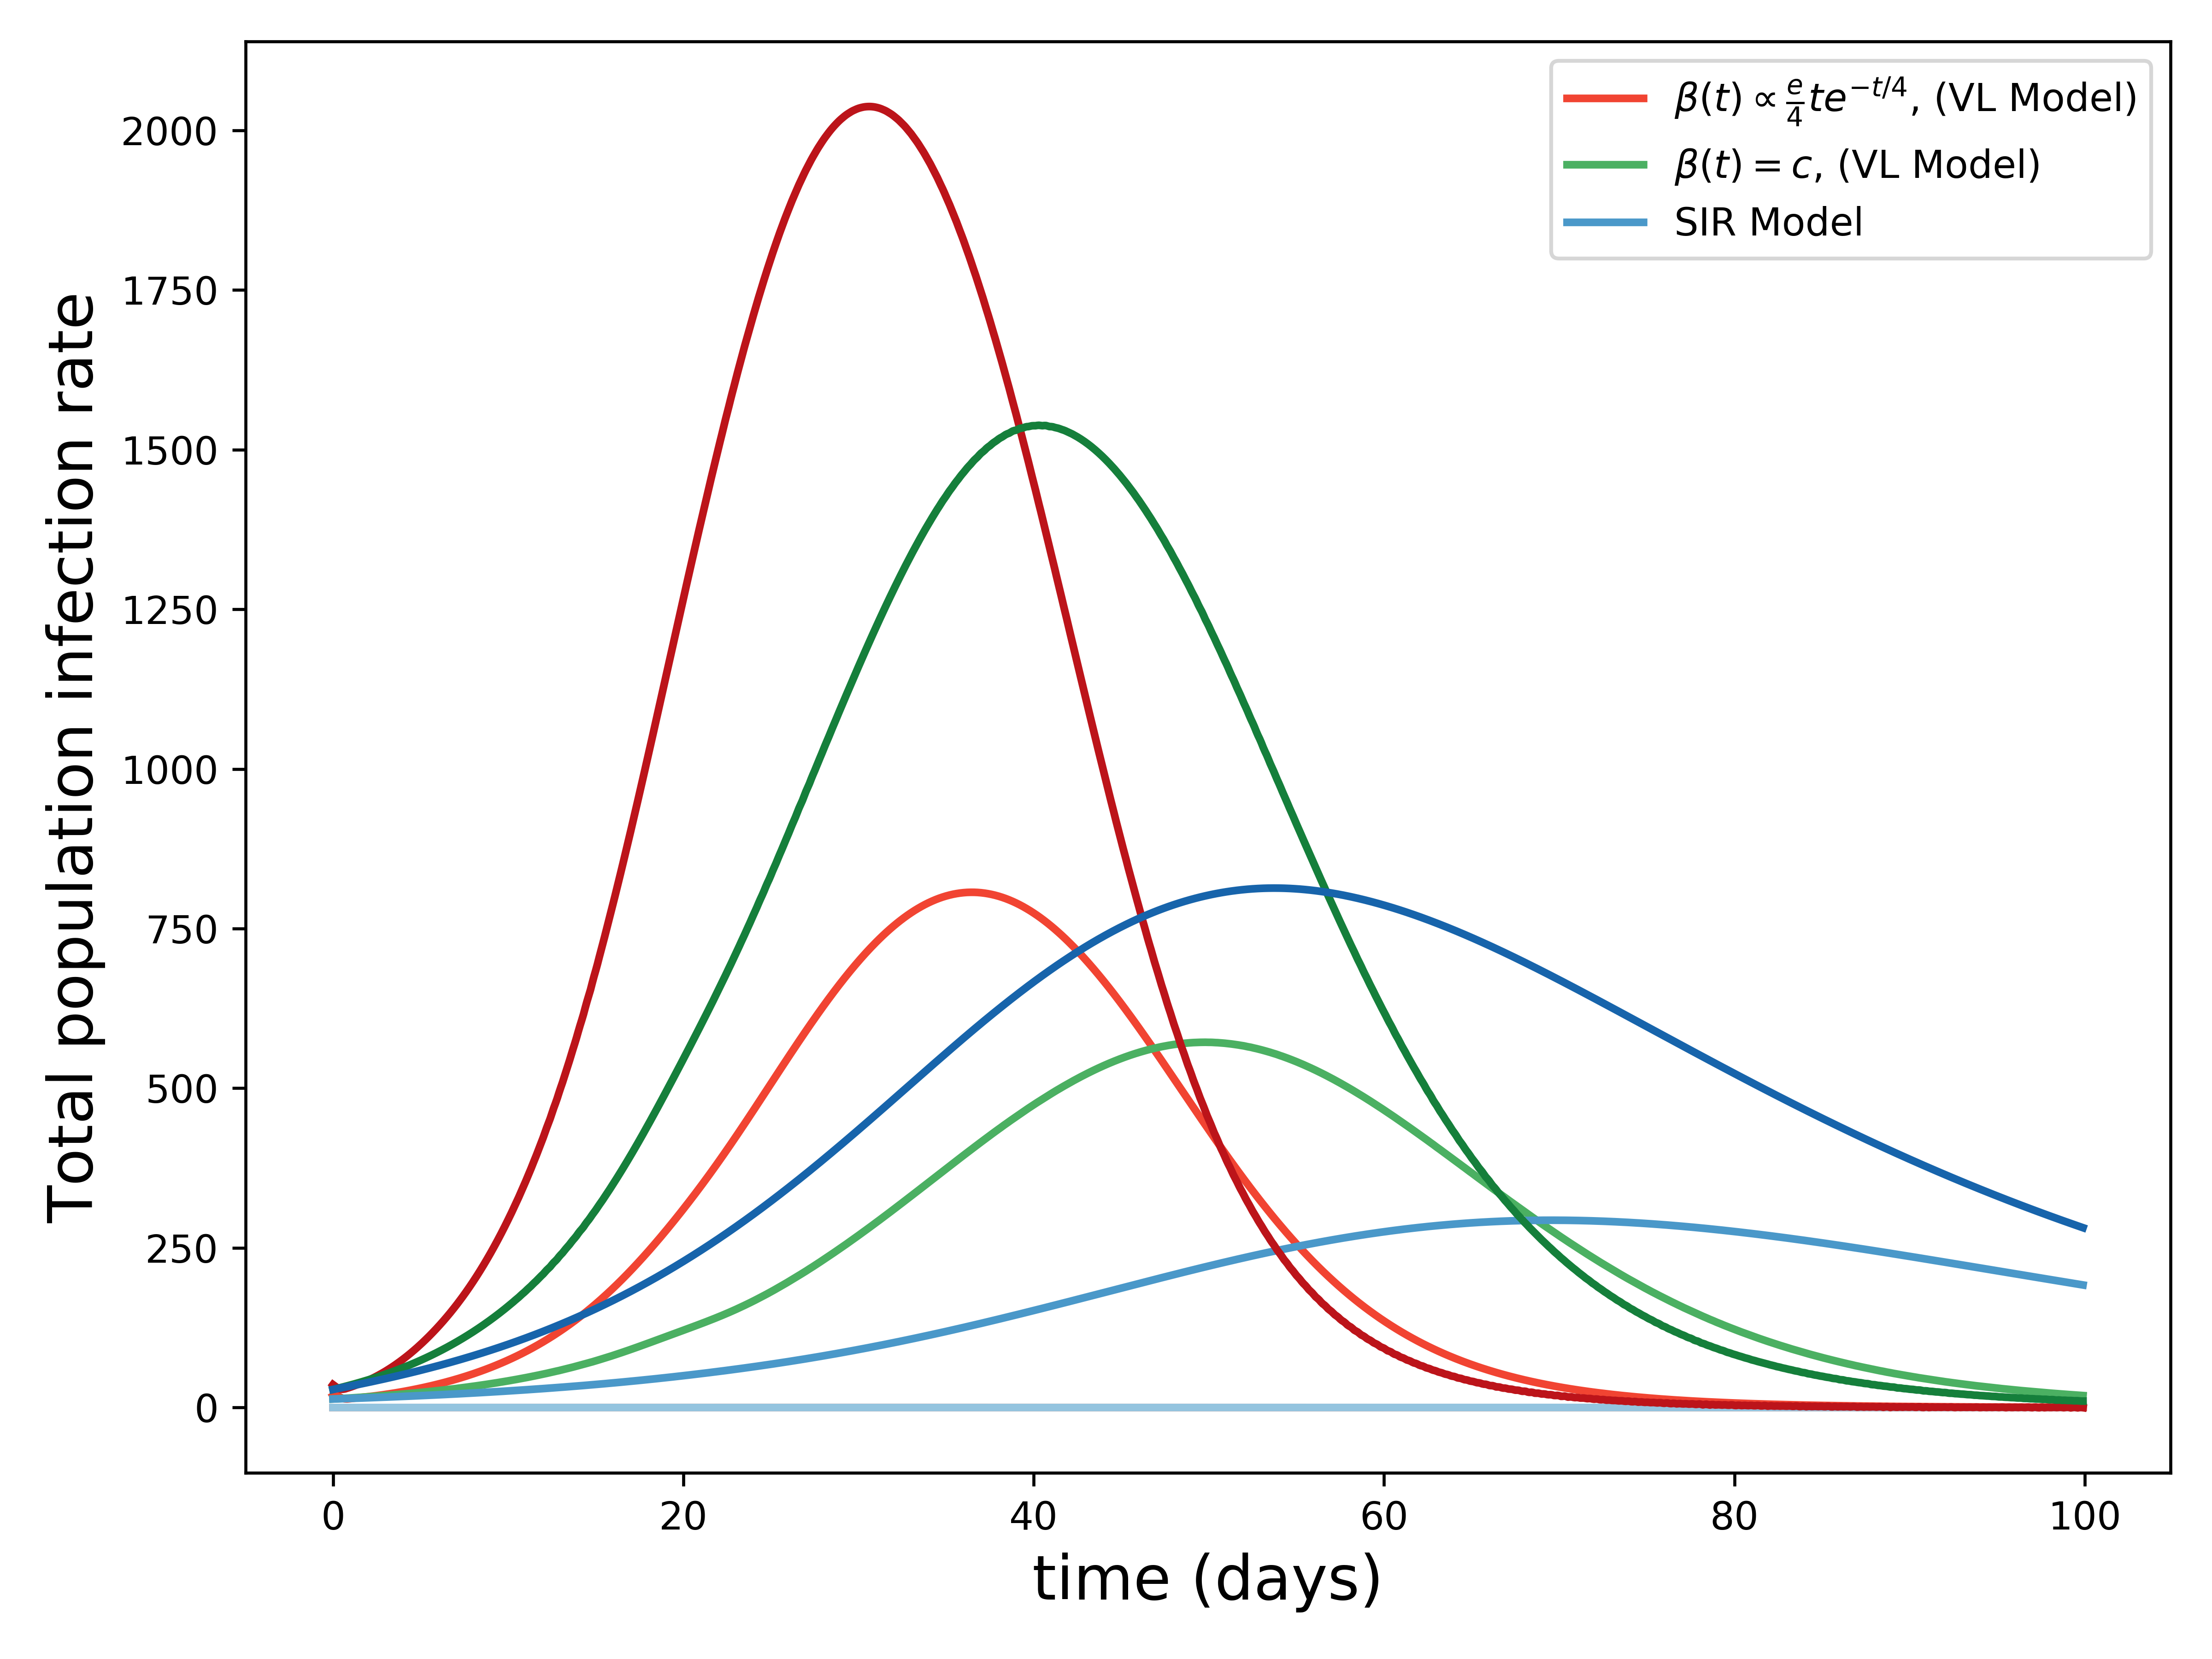 β(t) ∝ e/4 te^{-t/4}, (VL Model)
β(t) = c, (VL Model)
SIR Model
Total population infection rate
2000
1750
1500
1250
1000
750
500
250
0
0 20 40 60 80 100
time (days)